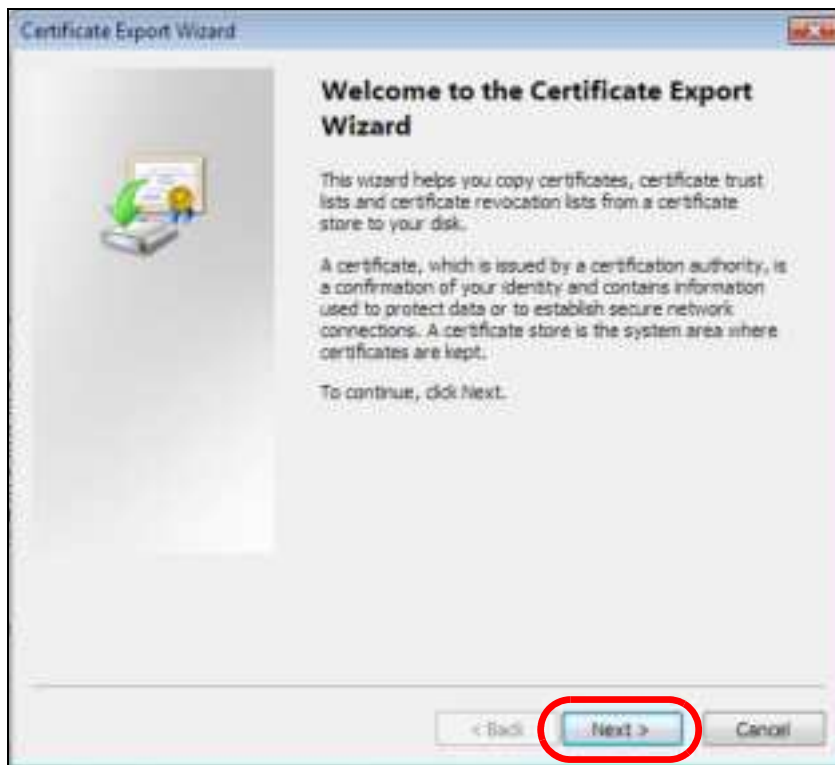 Certificate Export Wizard
Welcome to the Certificate Export
Wizard
This wizard helps you copy certificates, certificate trust
lists and certificate revocation lists from a certificate
store to your disk.
A certificate, which is issued by a certification authority, is
a confirmation of your identity and contains information
used to protect data or to establish secure network
connections. A certificate store is the system area where
certificates are kept.
To continue, click Next.
< Back
Next >
Cancel